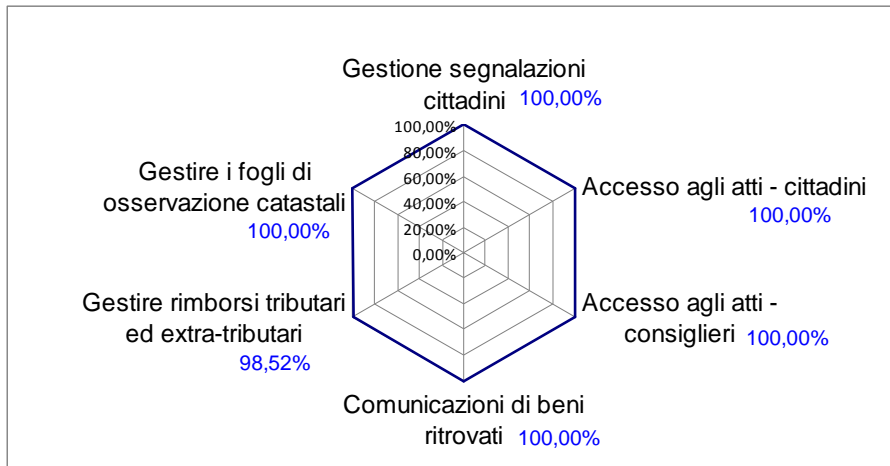 Gestione segnalazioni
cittadini 100,00%
100,00%
80,00%
60,00%
40,00%
20,00%
0,00%
Accesso agli atti - cittadini
100,00%
Accesso agli atti -
consiglieri 100,00%
Comunicazioni di beni
ritrovati 100,00%
Gestire rimborsi tributari
ed extra-tributari
98,52%
Gestire i fogli di
osservazione catastali
100,00%